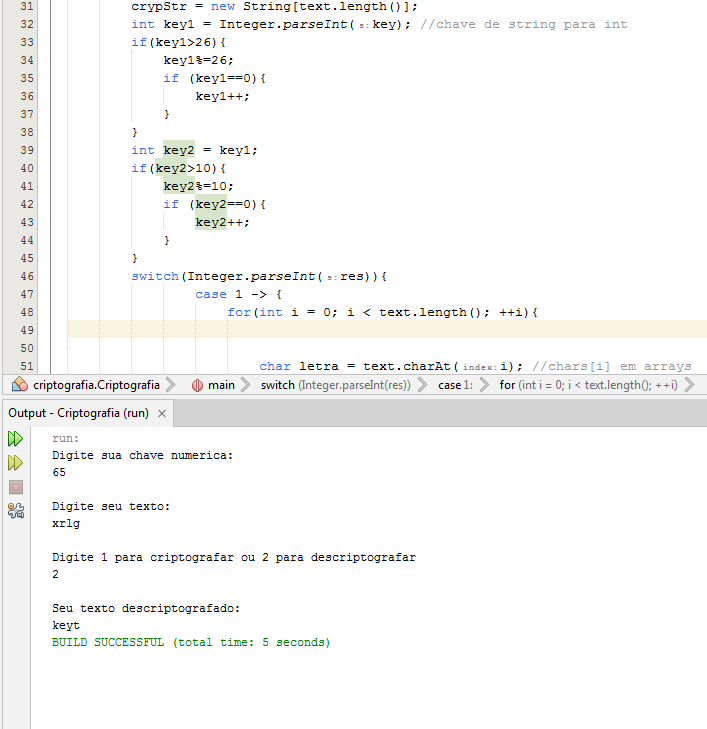 31 crypStr = new String[text.length()];
32 int key1 = Integer.parseInt( s: key); //chave de string para int
33 if(key1>26){
34 key1%=26;
35 if (key1==0){
36 key1++;
37 }
38 }
39 int key2 = key1;
40 if(key2>10){
41 key2%=10;
42 if (key2==0){
43 key2++;
44 }
45 }
46 switch(Integer.parseInt( s: res)){
47 case 1 -> {
48 for(int i = 0; i < text.length(); ++i){
49
50
51 char letra = text.charAt( index: i); //chars[i] em arrays
criptografia.Criptografia main switch (Integer.parseInt(res)) case 1: for (int i = 0; i < text.length(); ++i)
Output - Criptografia (run) ×
run:
Digite sua chave numerica:
65
Digite seu texto:
xrlg
Digite 1 para criptografar ou 2 para descriptografar
2
Seu texto descriptografado:
keyt
BUILD SUCCESSFUL (total time: 5 seconds)